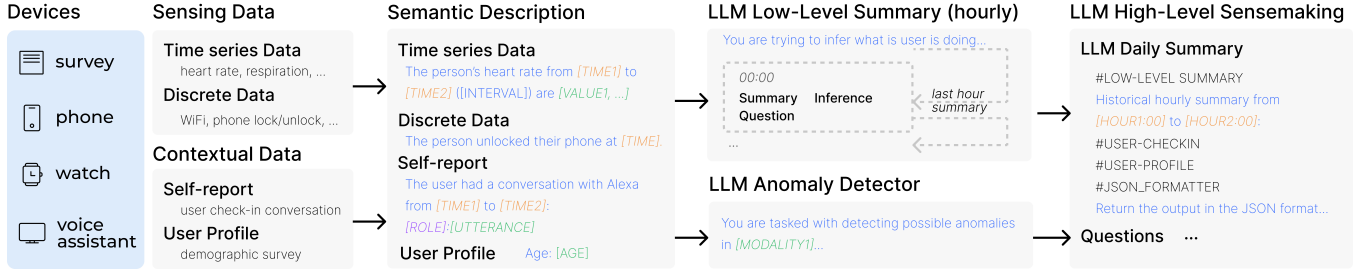 Devices
survey
phone
watch
voice
assistant
Sensing Data
Time series Data
heart rate, respiration, ...
Discrete Data
WiFi, phone lock/unlock, ...
Contextual Data
Self-report
user check-in conversation
User Profile
demographic survey
Semantic Description
Time series Data
The person's heart rate from [TIME1] to
[TIME2] ([INTERVAL]) are [VALUE1, ...]
Discrete Data
The person unlocked their phone at [TIME].
Self-report
The user had a conversation with Alexa
from [TIME1] to [TIME2]:
[ROLE]:[UTTERANCE]
User Profile Age: [AGE]
LLM Low-Level Summary (hourly)
You are trying to infer what is user is doing...
00:00
Summary Inference
Question
last hour
summary
...
LLM Anomaly Detector
You are tasked with detecting possible anomalies
in [MODALITY1]...
LLM High-Level Sensemaking
LLM Daily Summary
#LOW-LEVEL SUMMARY
Historical hourly summary from
[HOUR1:00] to [HOUR2:00]:
#USER-CHECKIN
#USER-PROFILE
#JSON_FORMATTER
Return the output in the JSON format...
Questions ...